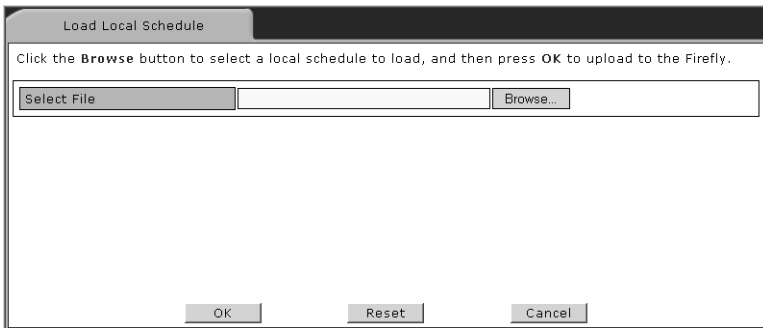 Load Local Schedule
Click the Browse button to select a local schedule to load, and then press OK to upload to the Firefly.
Select File Browse...
OK Reset Cancel